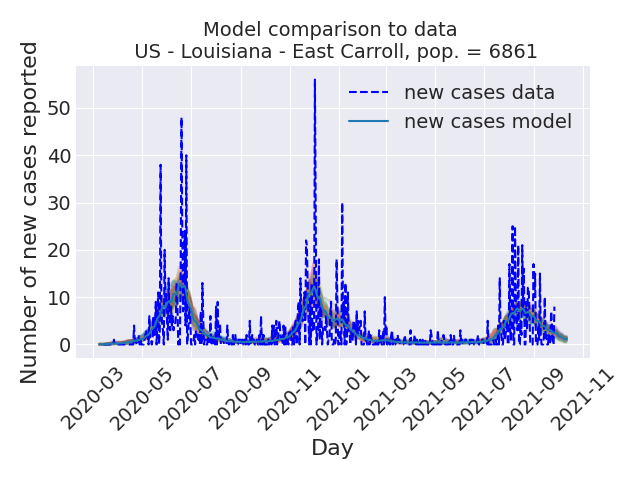 Model comparison to data
US - Louisiana - East Carroll, pop. = 6861
Number of new cases reported
50
40
30
20
10
0
new cases data
new cases model
2020-03
2020-05
2020-07
2020-09
2020-11
2021-01
2021-03
2021-05
2021-07
2021-09
2021-11
Day